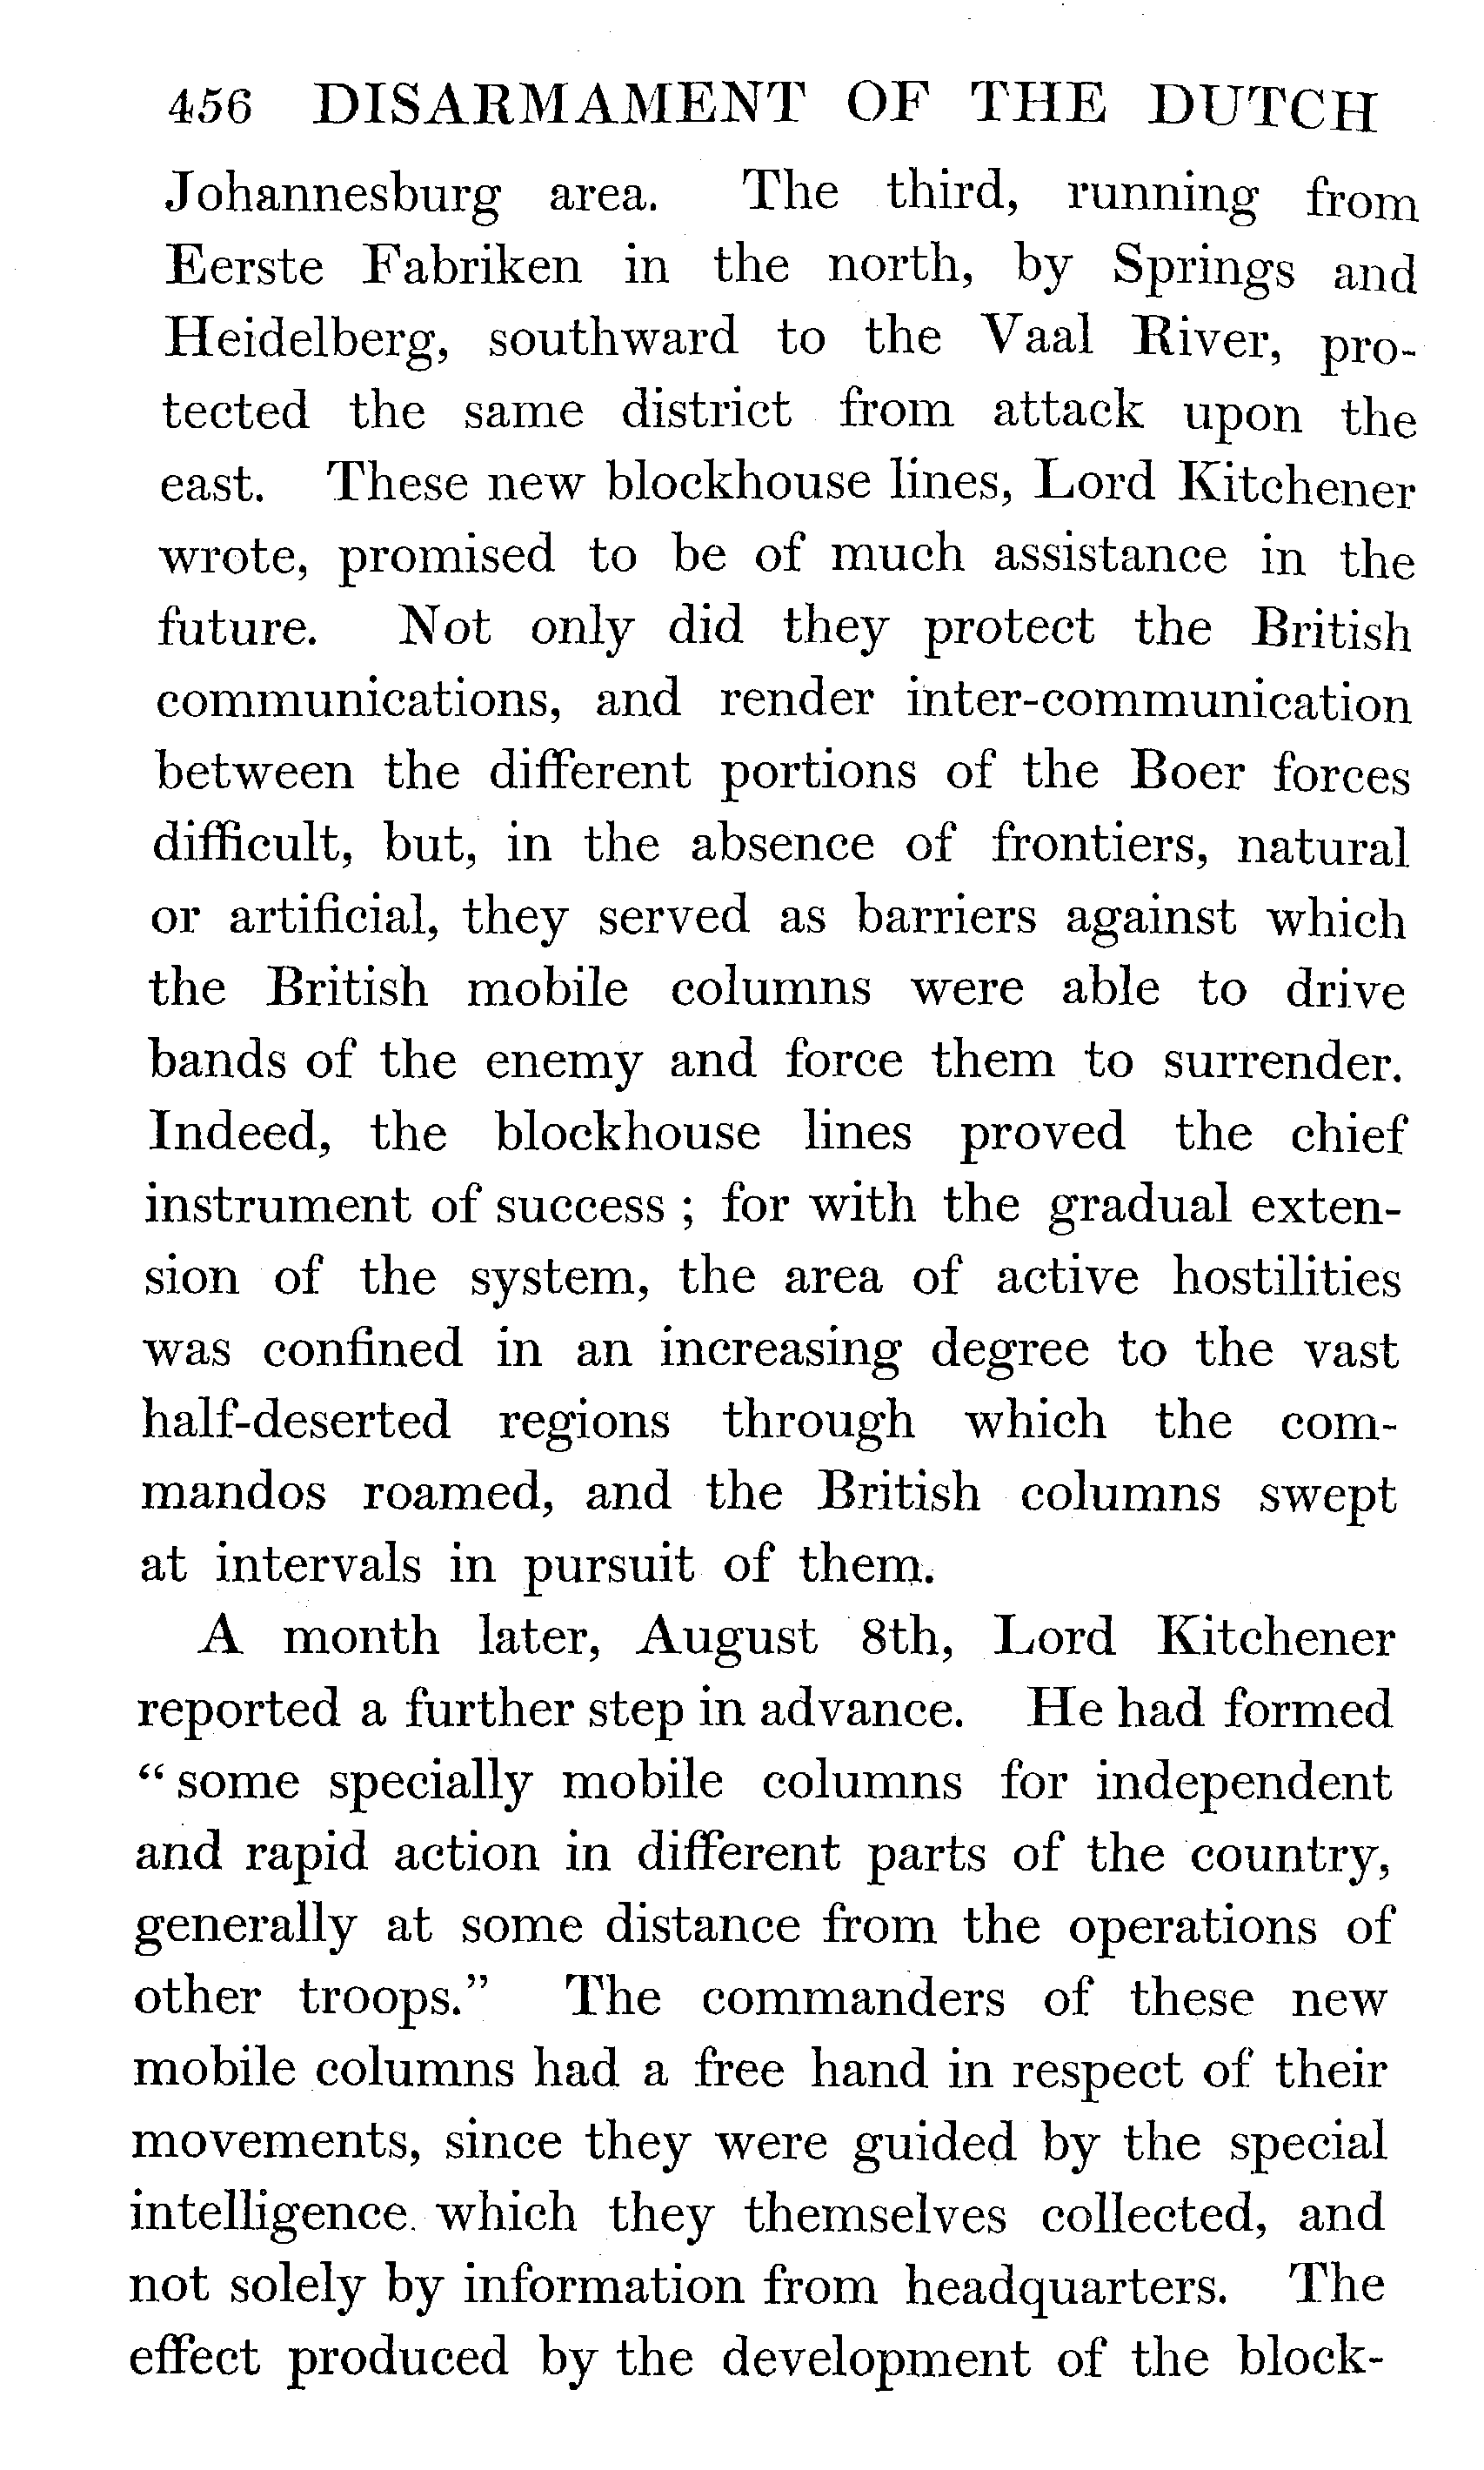 456 DISARMAMENT OF THE DUTCH
Johannesburg area. The third, running from
Eerste Fabriken in the north, by Springs and
Heidelberg, southward to the Vaal River, pro-
tected the same district from attack upon the
east. These new blockhouse lines, Lord Kitchener
wrote, promised to be of much assistance in the
future. Not only did they protect the British
communications, and render inter-communication
between the different portions of the Boer forces
difficult, but, in the absence of frontiers, natural
or artificial, they served as barriers against which
the British mobile columns were able to drive
bands of the enemy and force them to surrender.
Indeed, the blockhouse lines proved the chief
instrument of success ; for with the gradual exten-
sion of the system, the area of active hostilities
was confined in an increasing degree to the vast
half-deserted regions through which the com-
mandos roamed, and the British columns swept
at intervals in pursuit of them.
A month later, August 8th, Lord Kitchener
reported a further step in advance. He had formed
“ some specially mobile columns for independent
and rapid action in different parts of the country,
generally at some distance from the operations of
other troops.” The commanders of these new
mobile columns had a free hand in respect of their
movements, since they were guided by the special
intelligence which they themselves collected, and
not solely by information from headquarters. The
effect produced by the development of the block-